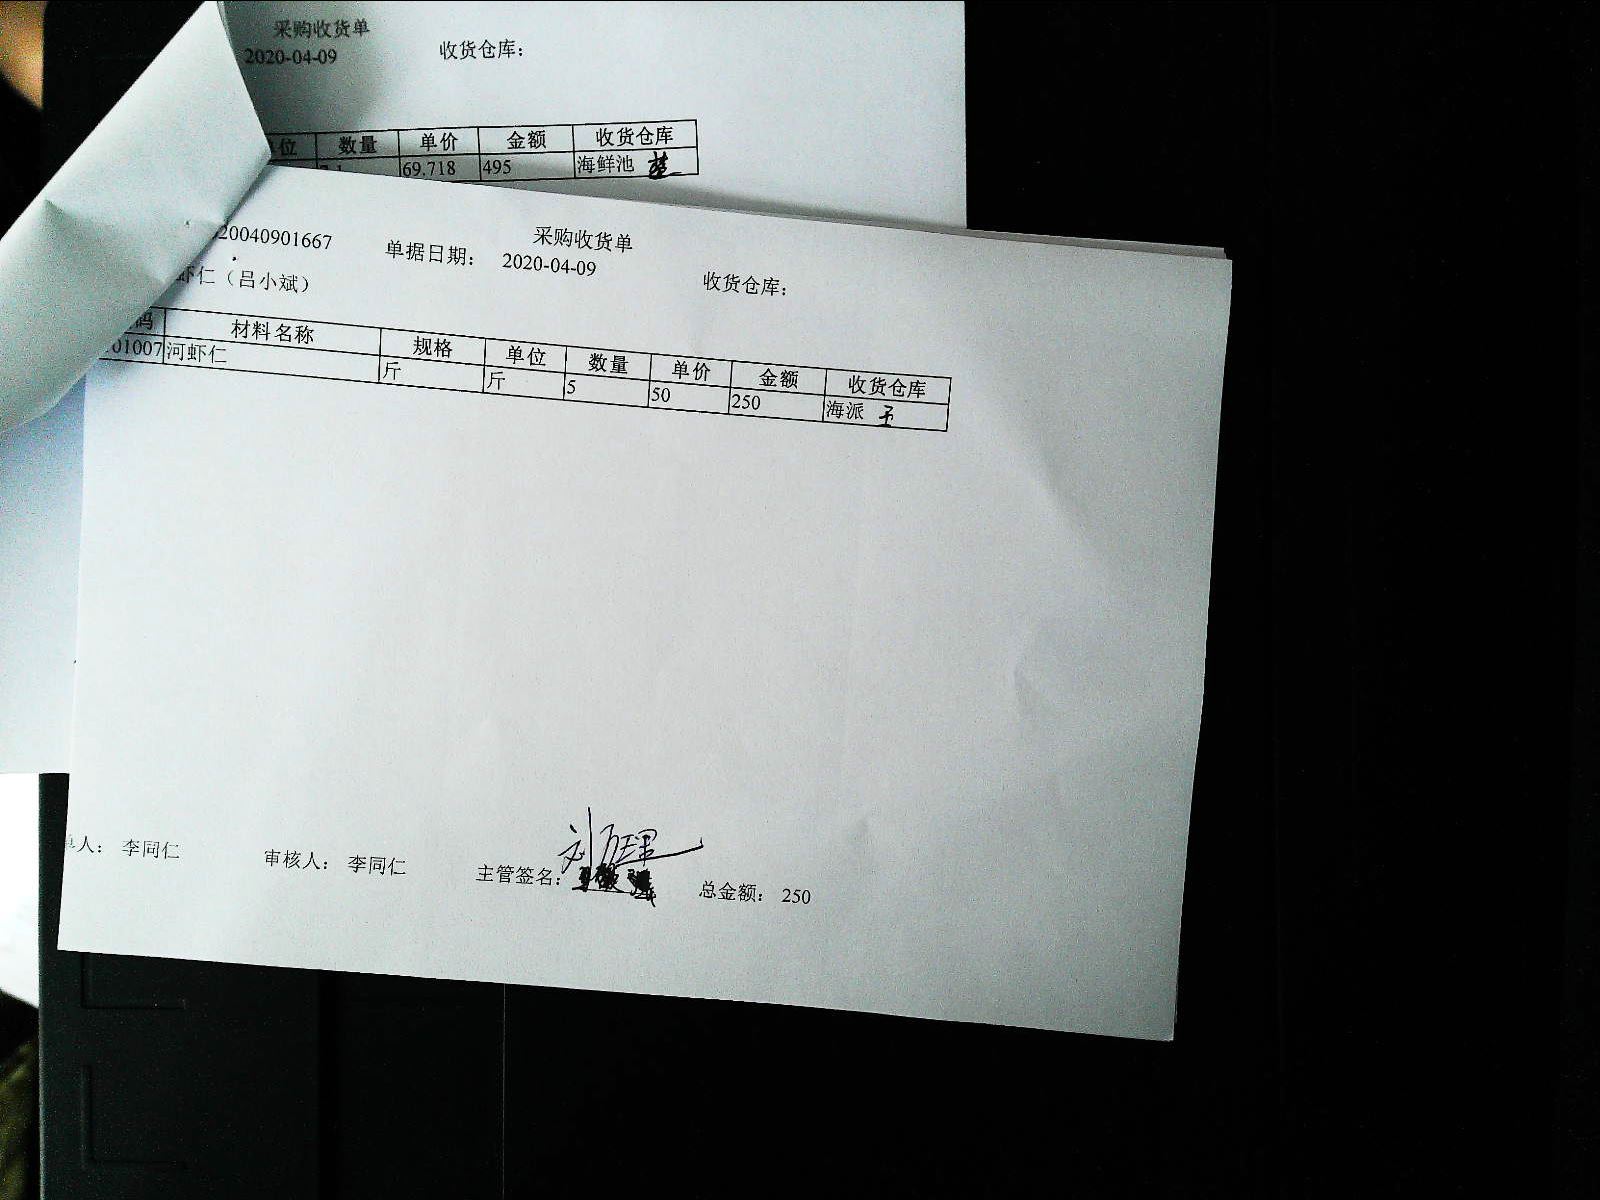 采购收货单
2020-04-09 收货仓库：
位 数量 单价 金额 收货仓库
69.718 495 海鲜池
采购收货单
20040901667 单据日期： 2020-04-09 收货仓库：
虾仁（吕小斌）
码 材料名称 规格 单位 数量 单价 金额 收货仓库
01007 河虾仁 斤 斤 5 50 250 海派
单人： 李同仁 审核人： 李同仁 主管签名： 总金额： 250